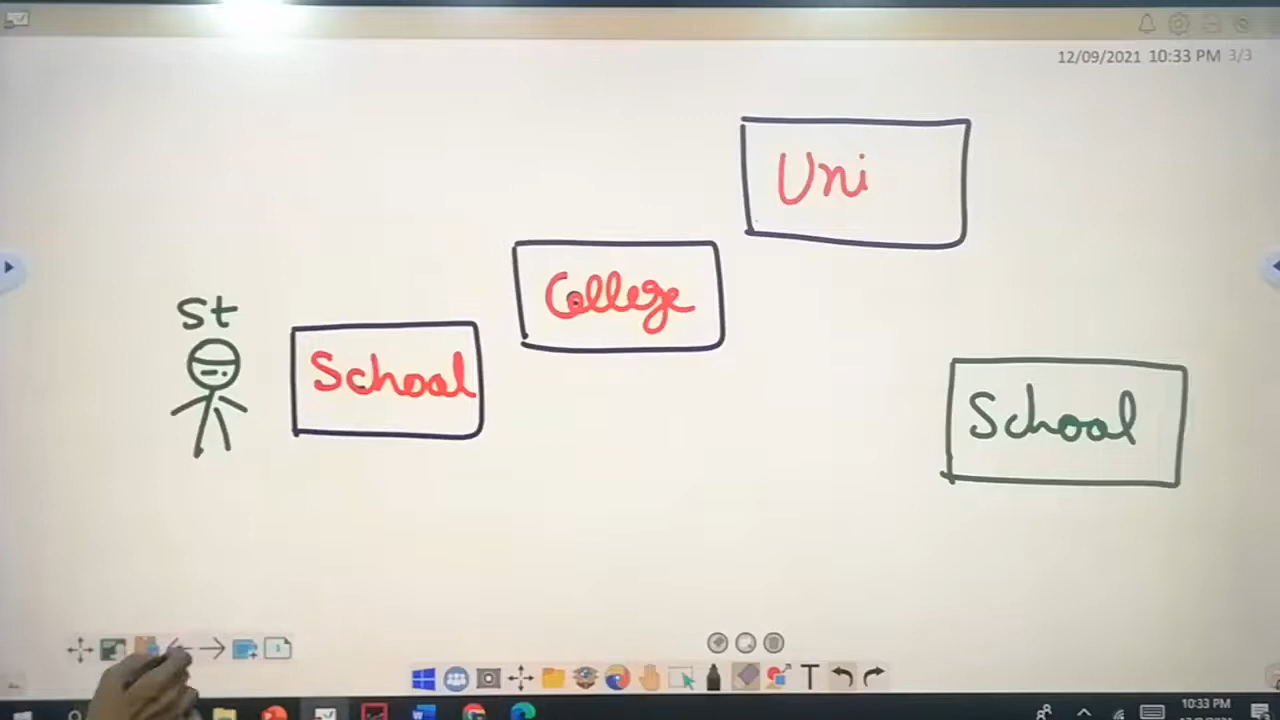 12/09/2021 10:33 PM 3/3
Uni
College
St
School
School
T
10:33 PM